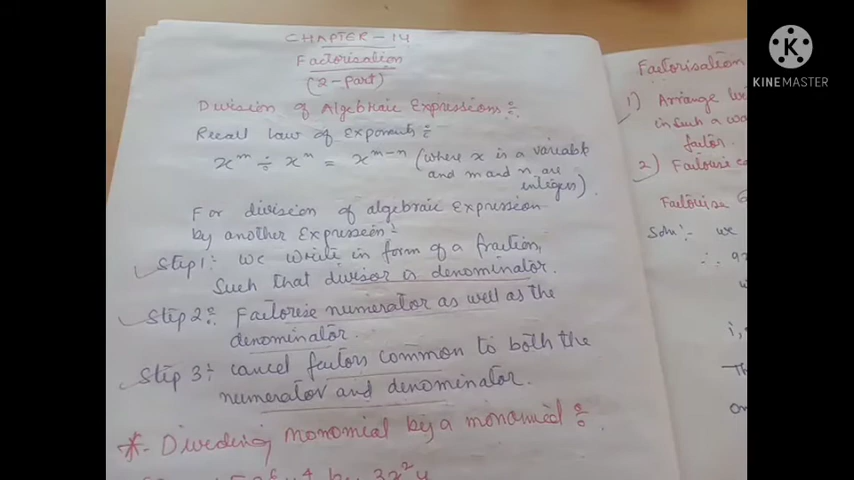 CHAPTER - 14
Factorisation
(2-Part)
Division of Algebraic Expressions :
Recall law of Exponents :
x^m ÷ x^n = x^m-n (where x is a variable
and m and n are
integers)
For division of algebraic Expression
by another Expression :
Step 1 : we write in form of a fraction,
Such that divisor is denominator.
Step 2 : Factorise numerator as well as the
denominator.
Step 3 : cancel factors common to both the
numerator and denominator.
* Dividing monomial by a monomial :
by 3x^2y
Factorisation
1) Arrange
in such a
factor.
2) Factorise
Factorise
Soln :- we
KINEMASTER